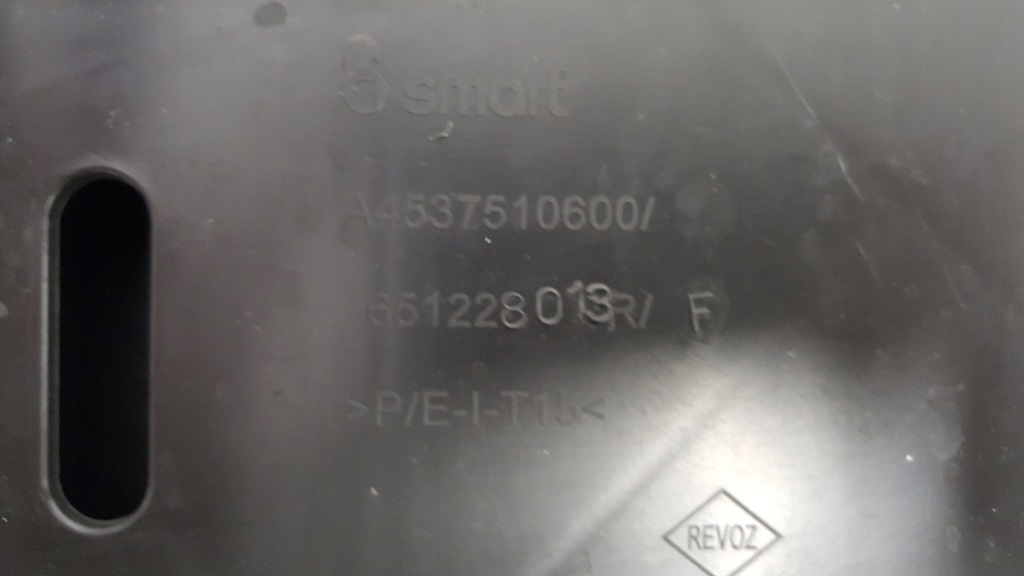 smart
A4537510600/
651228013R/ F
>P/E-I-T15<
REVOZ